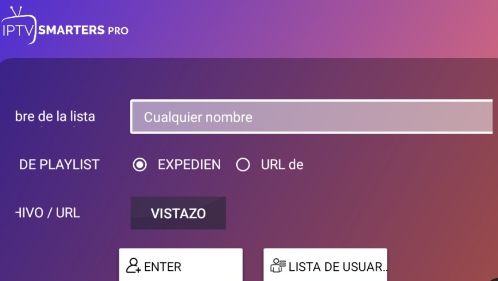 IPTV SMARTERS PRO
bre de la lista
Cualquier nombre
DE PLAYLIST
EXPEDIEN
URL de
HIVO / URL
VISTAZO
ENTER
LISTA DE USUAR..